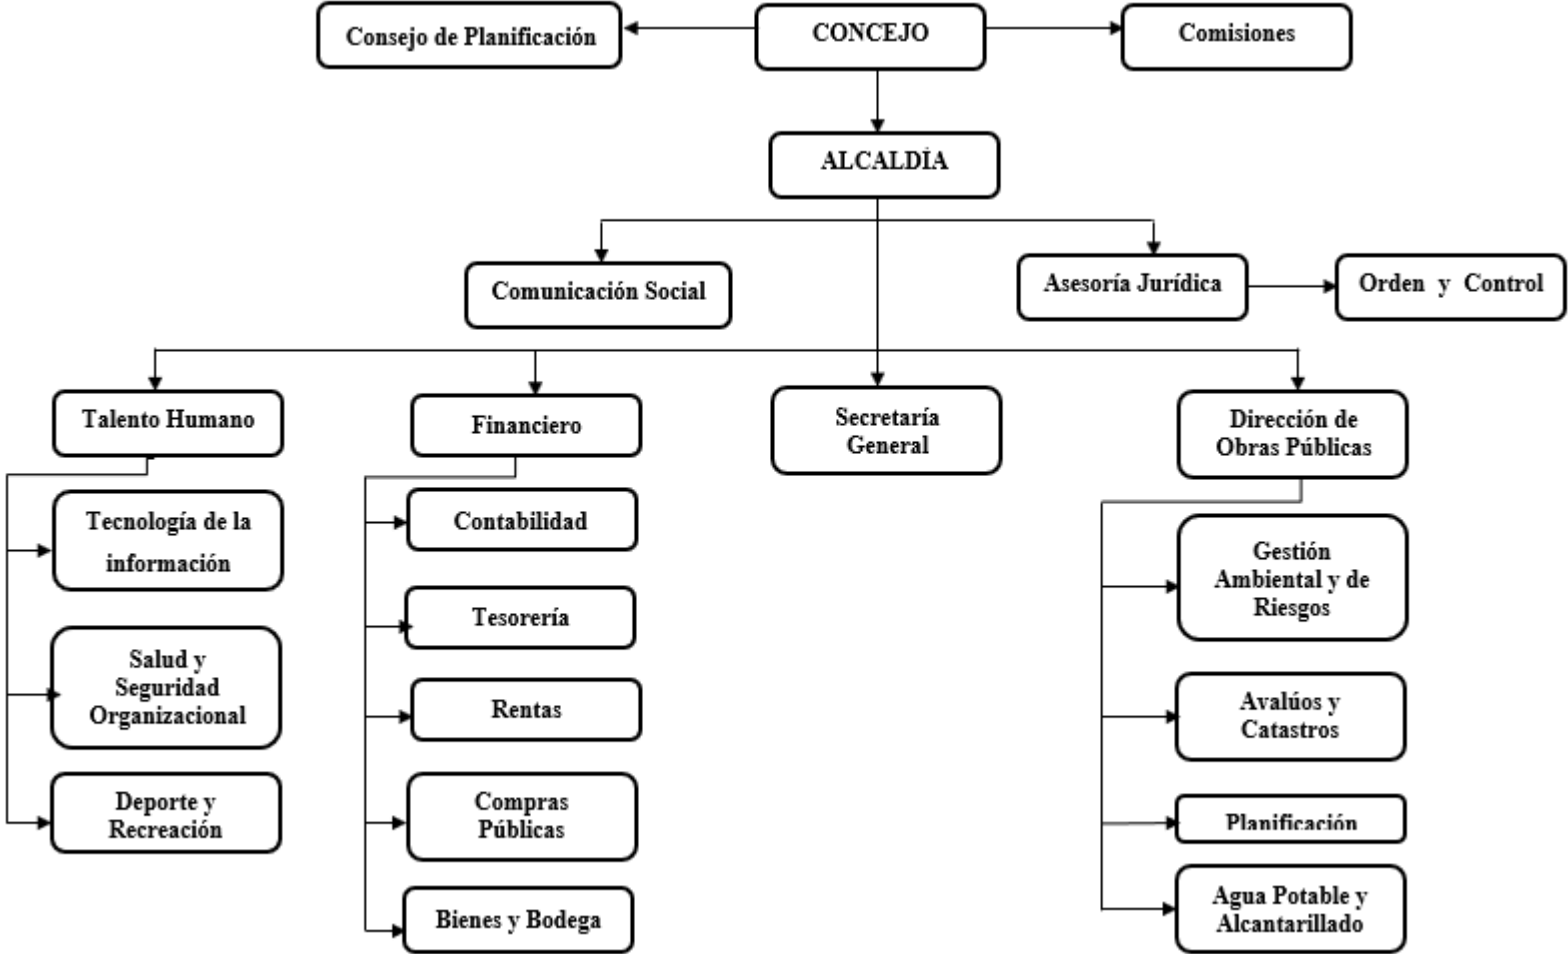 Consejo de Planificación
CONCEJO
Comisiones
ALCALDÍA
Comunicación Social
Asesoría Jurídica
Orden y Control
Talento Humano
Financiero
Secretaría
General
Dirección de
Obras Públicas
Tecnología de la
información
Salud y
Seguridad
Organizacional
Deporte y
Recreación
Contabilidad
Tesorería
Rentas
Compras
Públicas
Bienes y Bodega
Gestión
Ambiental y de
Riesgos
Avalúos y
Catastros
Planificación
Agua Potable y
Alcantarillado